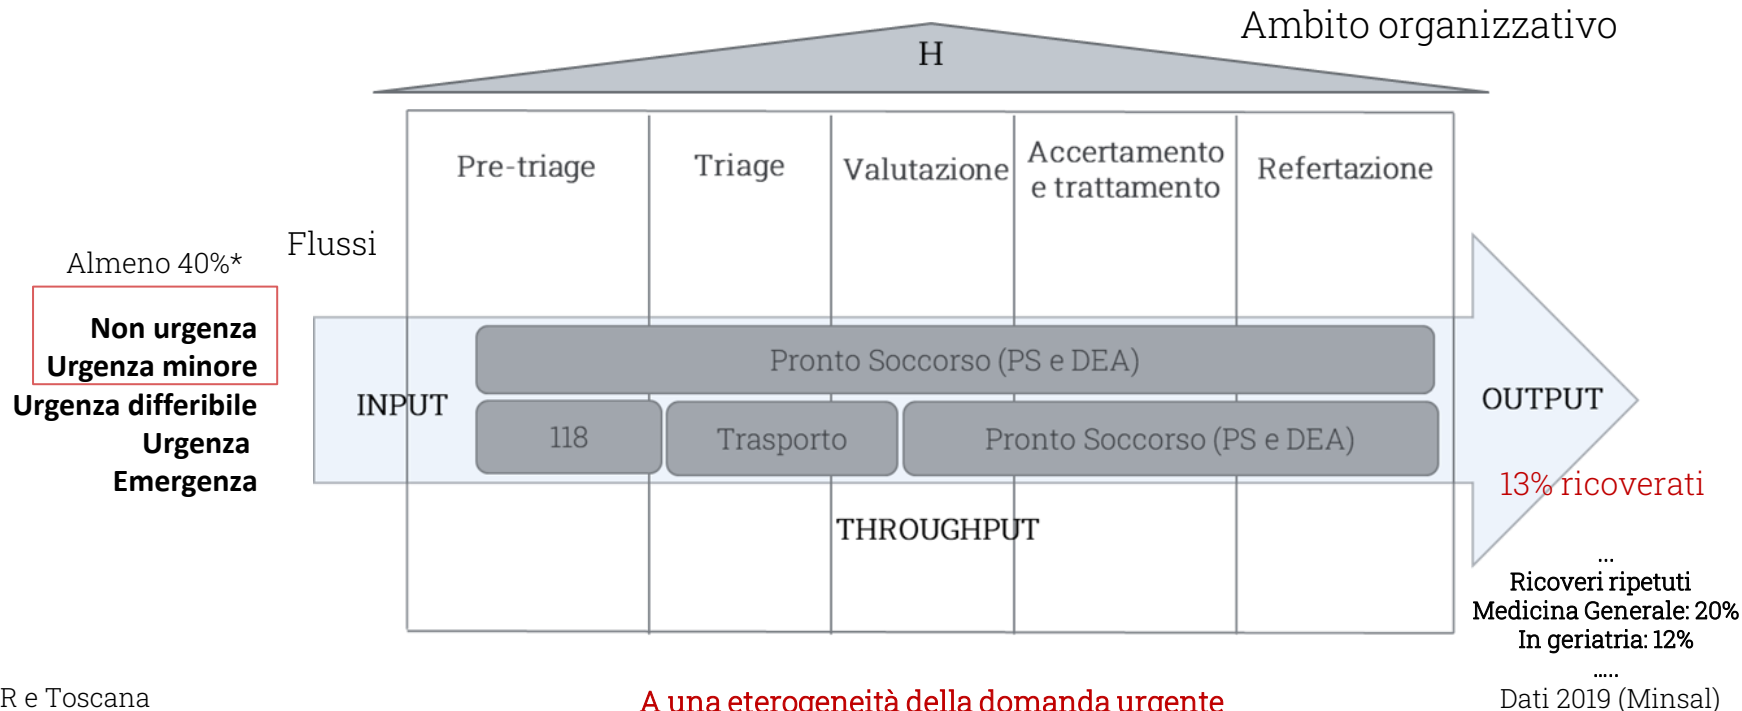 Ambito organizzativo
H
Pre-triage
Triage
Valutazione
Accertamento
e trattamento
Refertazione
Flussi
Almeno 40%*
Non urgenza
Urgenza minore
Urgenza differibile
Urgenza
Emergenza
INPUT
Pronto Soccorso (PS e DEA)
118
Trasporto
Pronto Soccorso (PS e DEA)
OUTPUT
13% ricoverati
THROUGHPUT
...
Ricoveri ripetuti
Medicina Generale: 20%
In geriatria: 12%
.....
Dati 2019 (Minsal)
R e Toscana
A una eterogeneità della domanda urgente